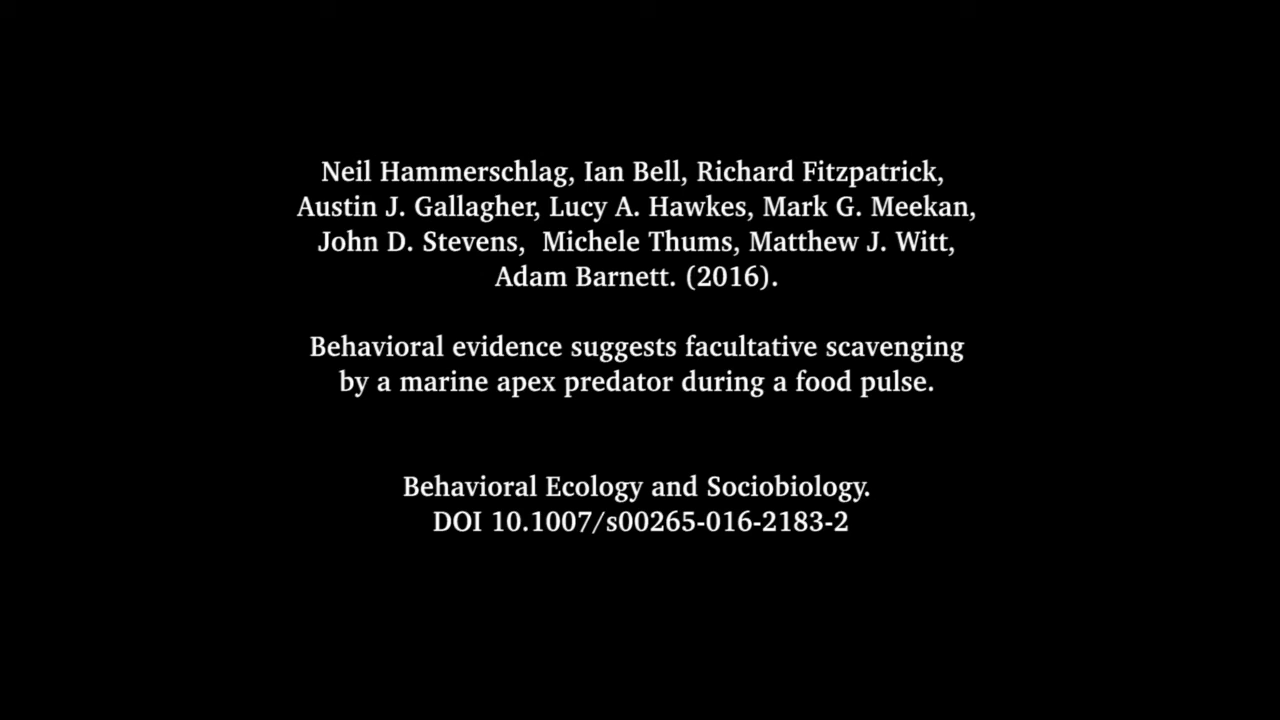 Neil Hammerschlag, Ian Bell, Richard Fitzpatrick,
Austin J. Gallagher, Lucy A. Hawkes, Mark G. Meekan,
John D. Stevens,  Michele Thums, Matthew J. Witt,
Adam Barnett. (2016).
Behavioral evidence suggests facultative scavenging
by a marine apex predator during a food pulse.
Behavioral Ecology and Sociobiology.
DOI 10.1007/s00265-016-2183-2